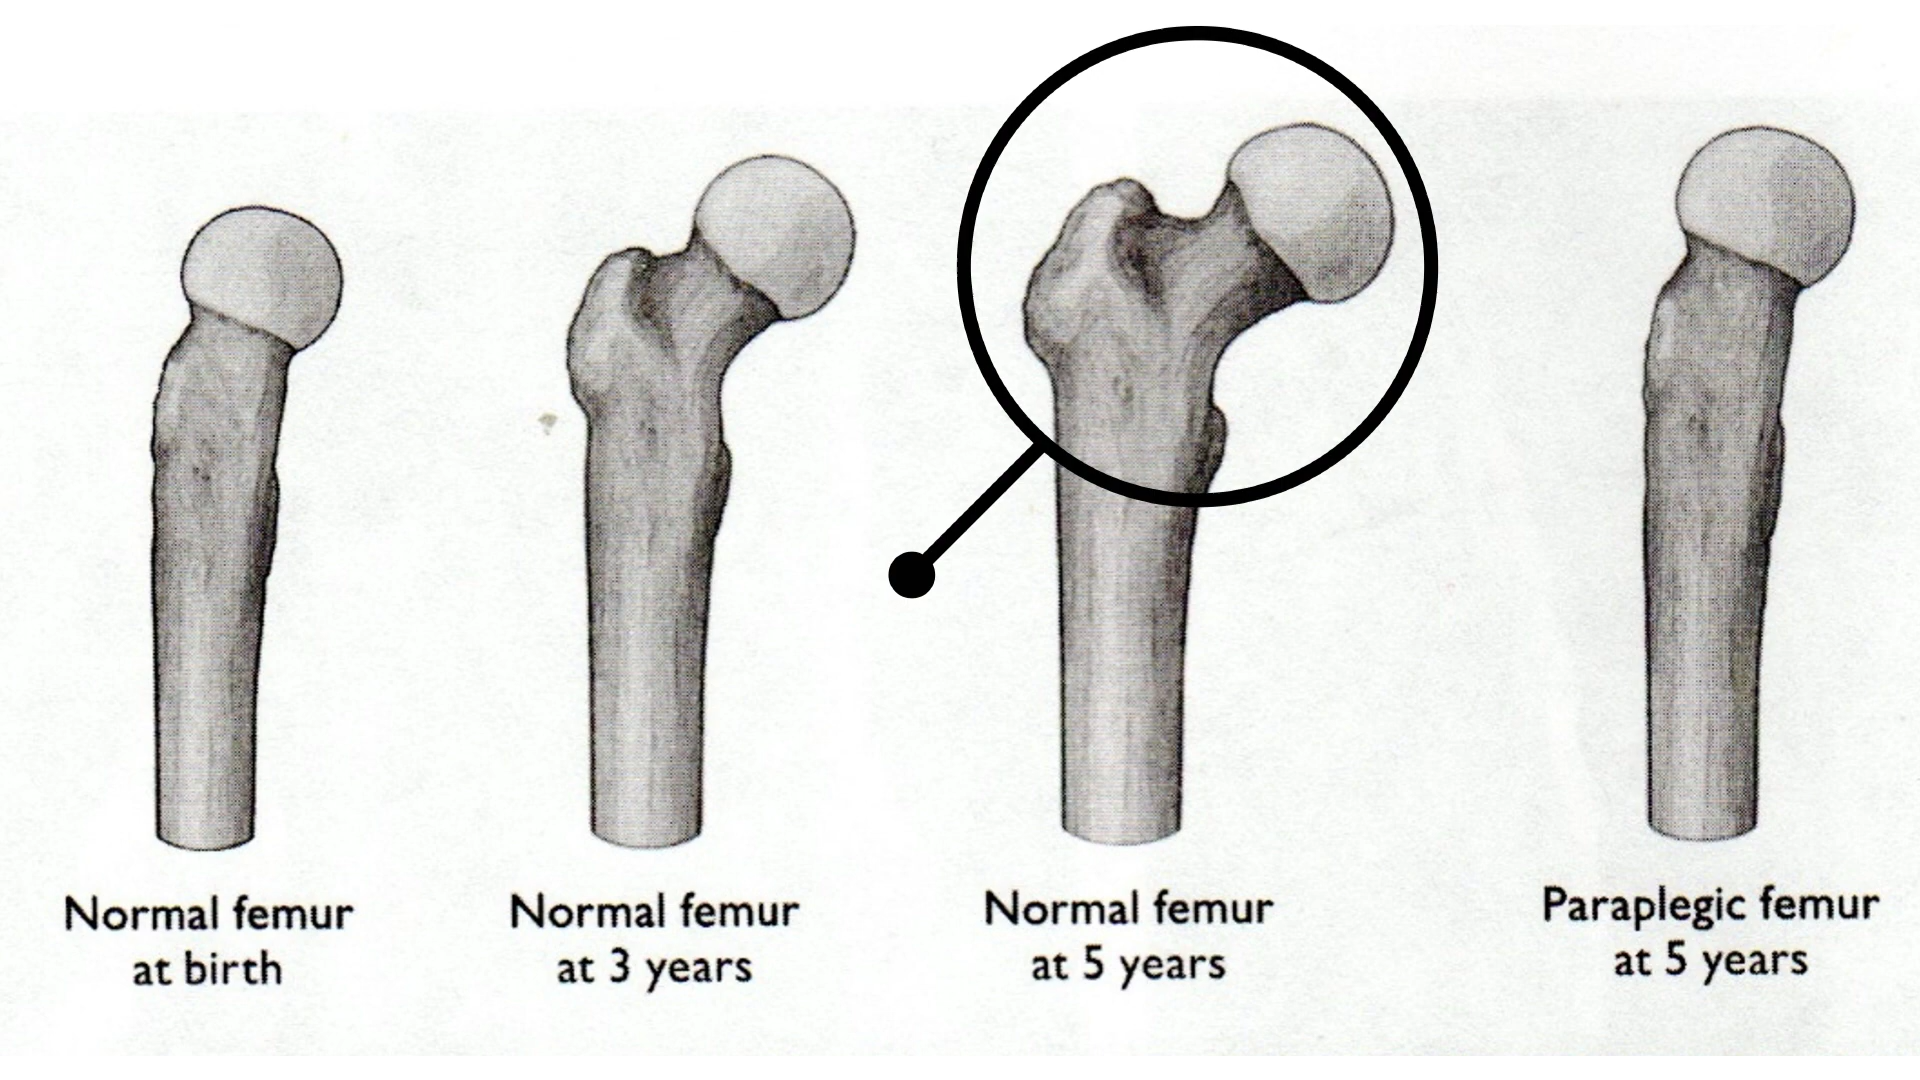 Normal femur
at birth
Normal femur
at 3 years
Normal femur
at 5 years
Paraplegic femur
at 5 years